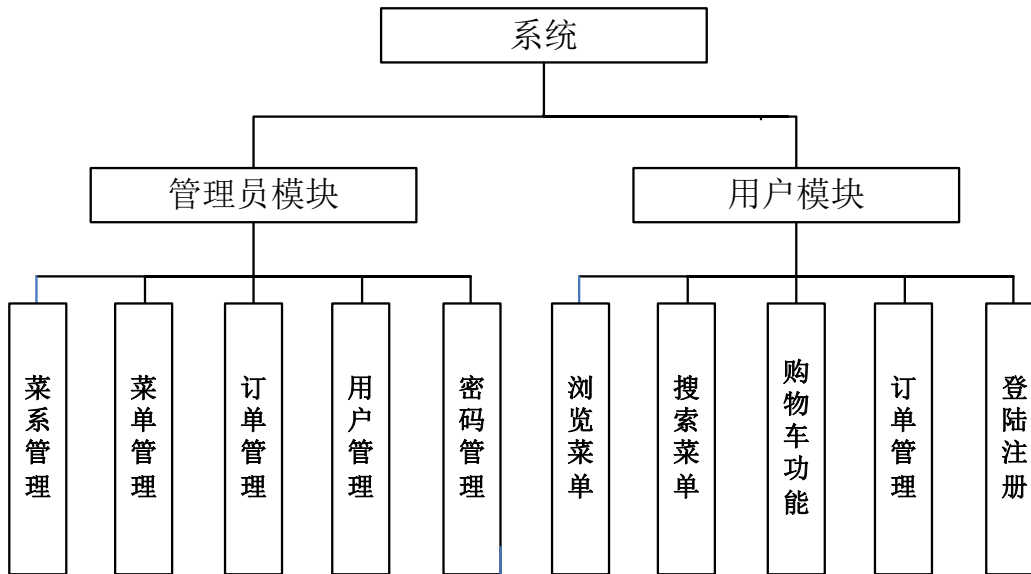 系统
管理员模块
用户模块
菜系管理
菜单管理
订单管理
用户管理
密码管理
浏览菜单
搜索菜单
购物车功能
订单管理
登陆注册